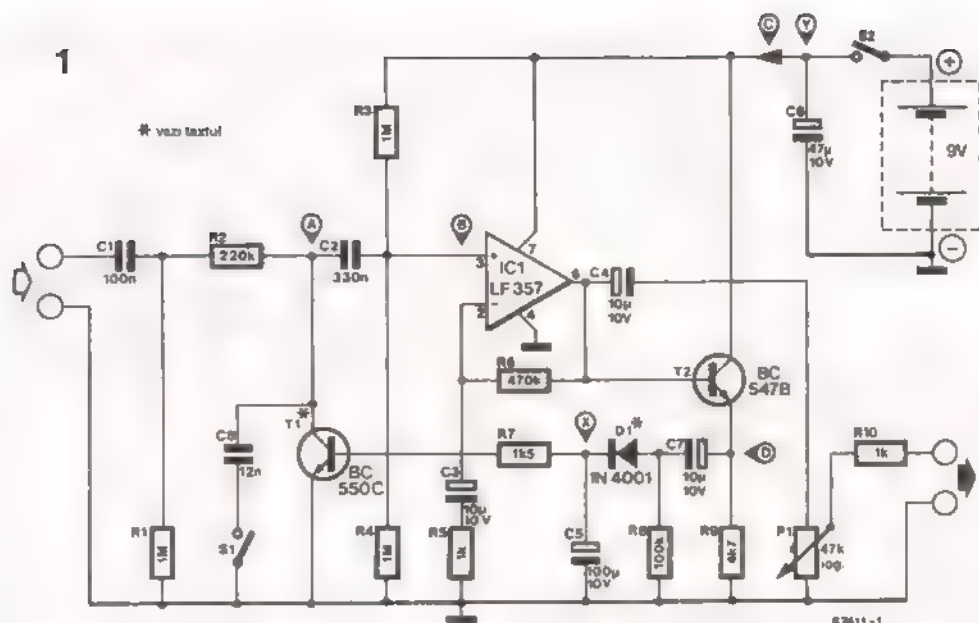 1
* vezi textul
C
Y
S2
+
C6
47µ
10V
9V
−
R3
1M
C1
100n
R2
220k
A
C2
330n
B
3
+
7
IC1
LF 357
6
2
−
4
C4
10µ
10V
R6
470k
T2
BC
547B
T1*
BC
550C
R7
1k5
X
D1*
1N 4001
C7
10µ
10V
D
R10
1k
12n
S1
R1
1M
R4
1M
C3
10µ
10V
R5
1k
C5
100µ
10V
R8
100k
R9
P1
47k
log.
87411-1